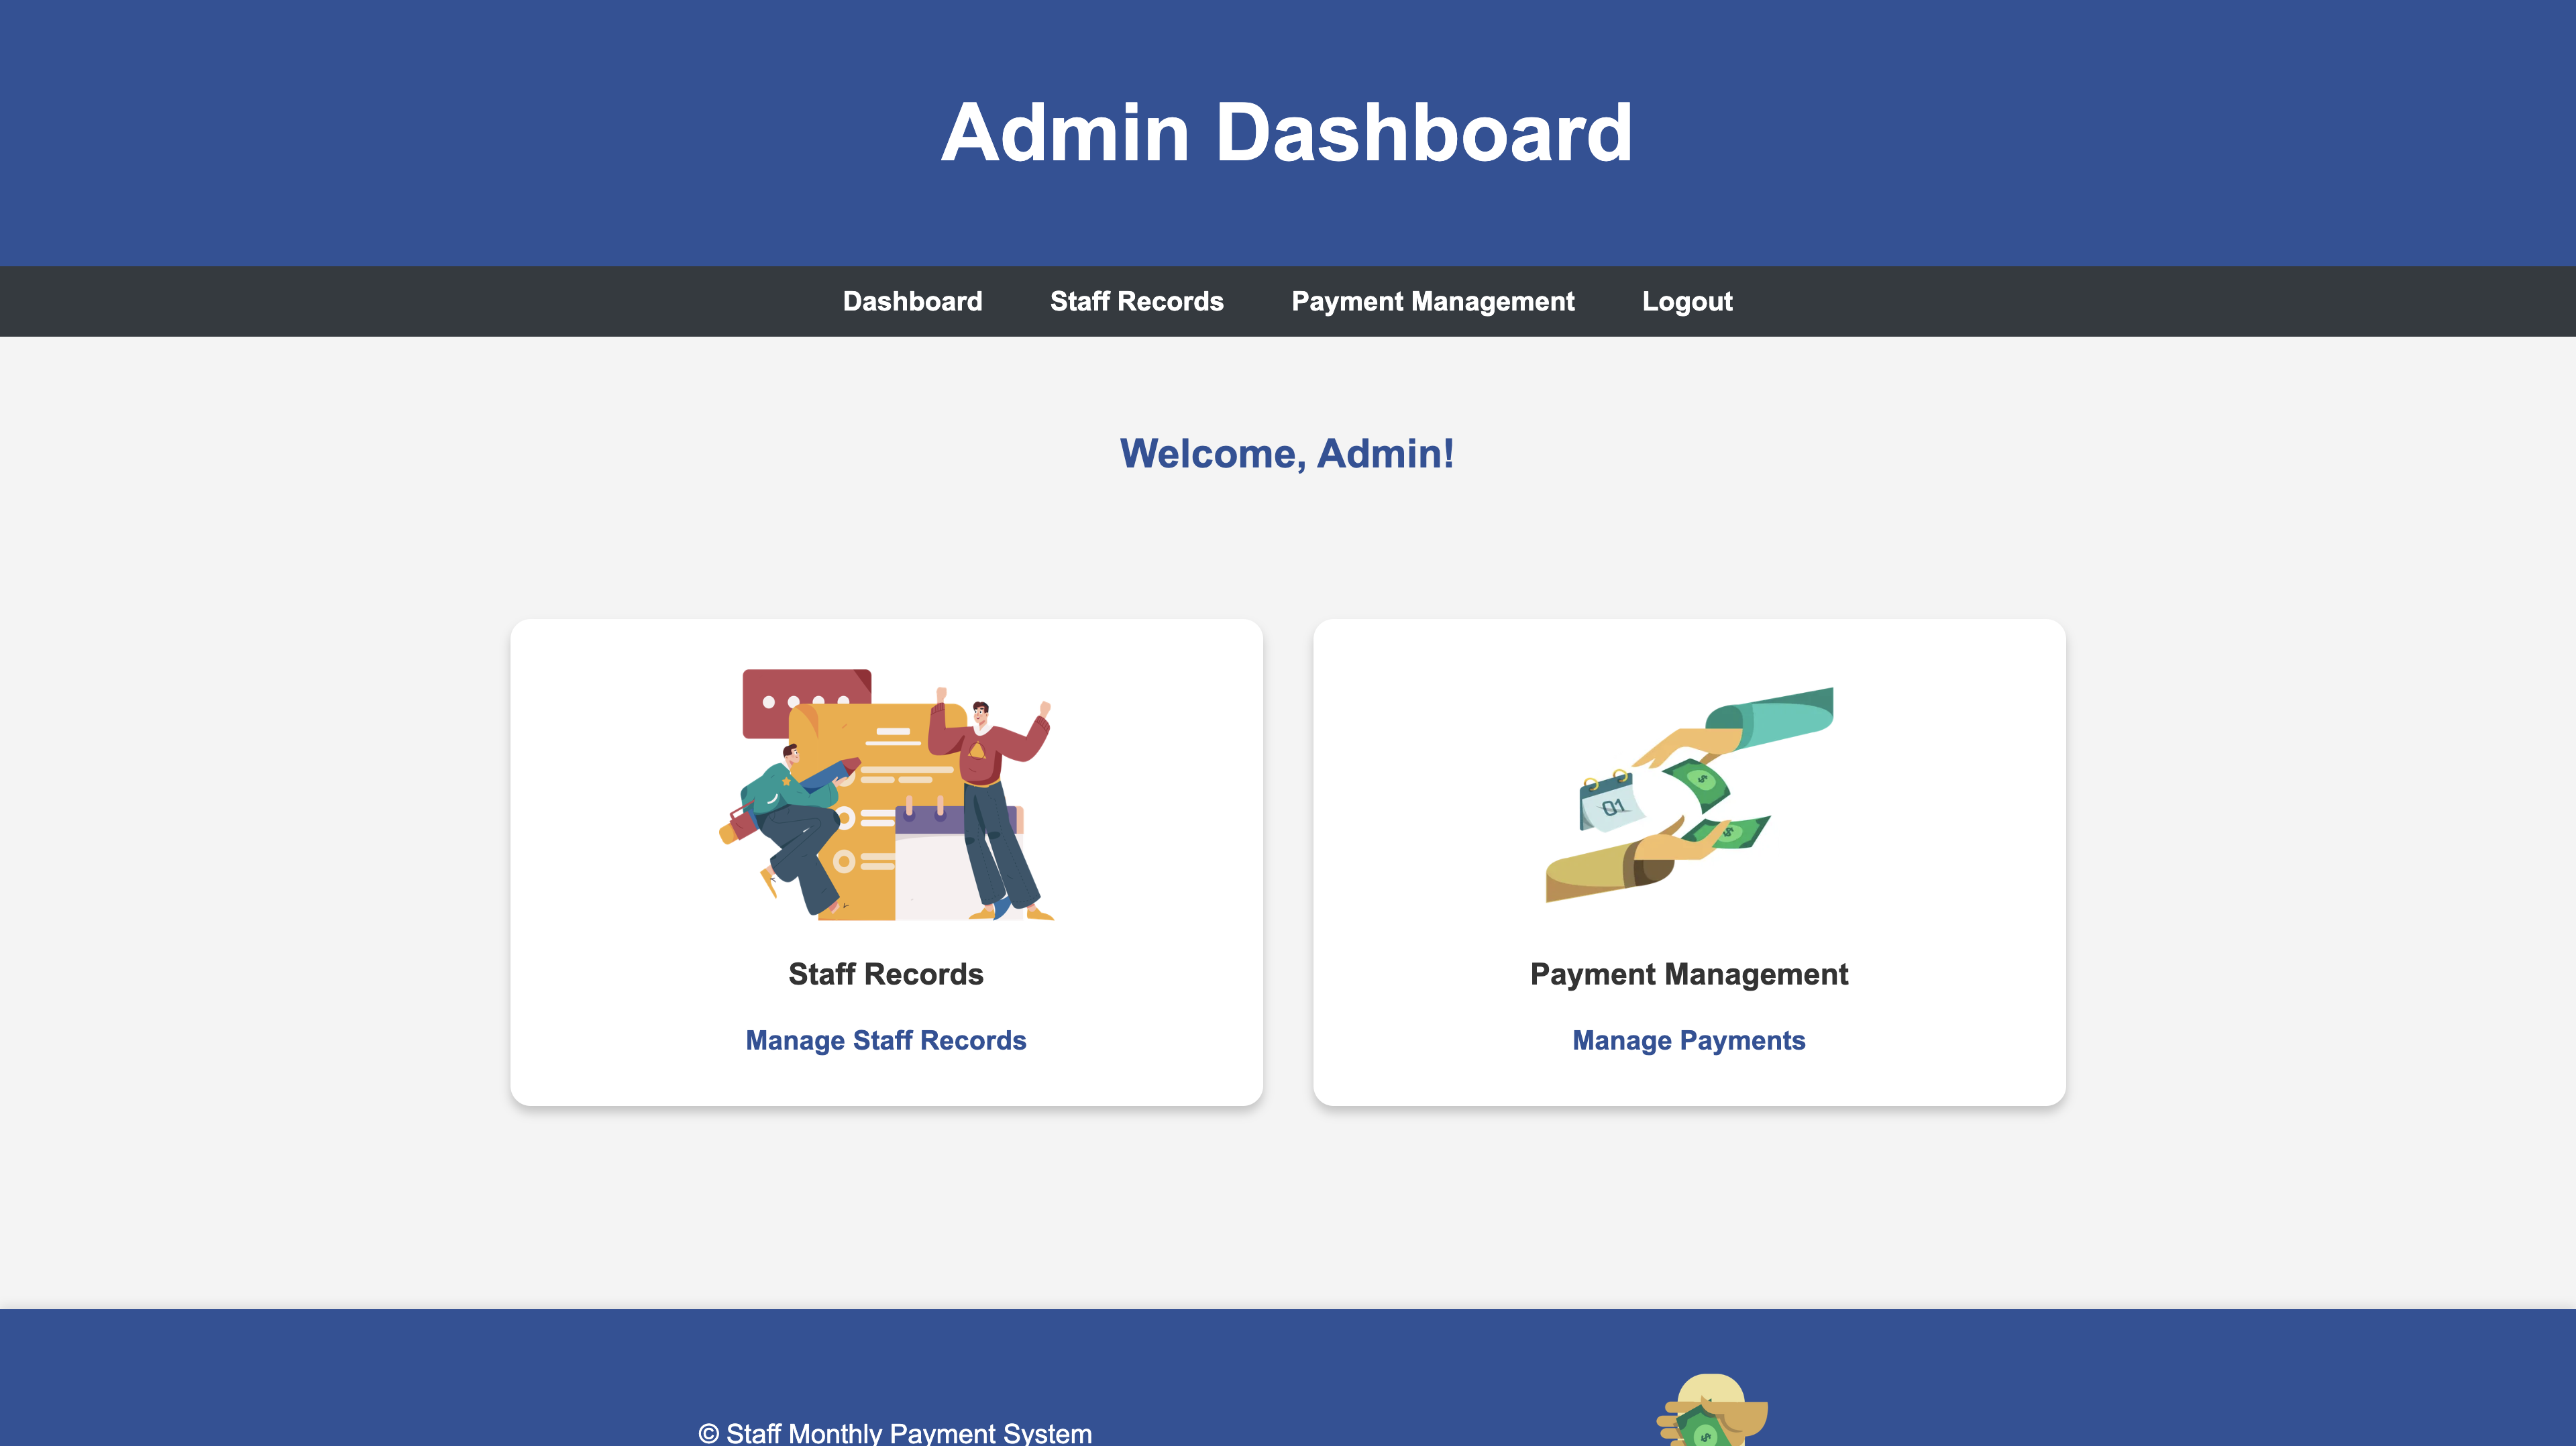 Admin Dashboard
Dashboard Staff Records Payment Management Logout
Welcome, Admin!
01
$
$
Staff Records
Payment Management
Manage Staff Records
Manage Payments
© Staff Monthly Payment System
$